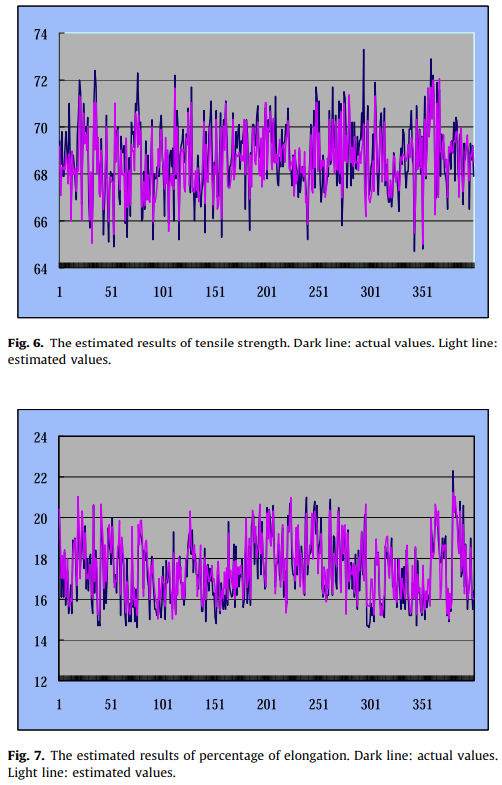 74
72
70
68
66
64
1 51 101 151 201 251 301 351
Fig. 6. The estimated results of tensile strength. Dark line: actual values. Light line:
estimated values.
24
22
20
18
16
14
12
1 51 101 151 201 251 301 351
Fig. 7. The estimated results of percentage of elongation. Dark line: actual values.
Light line: estimated values.